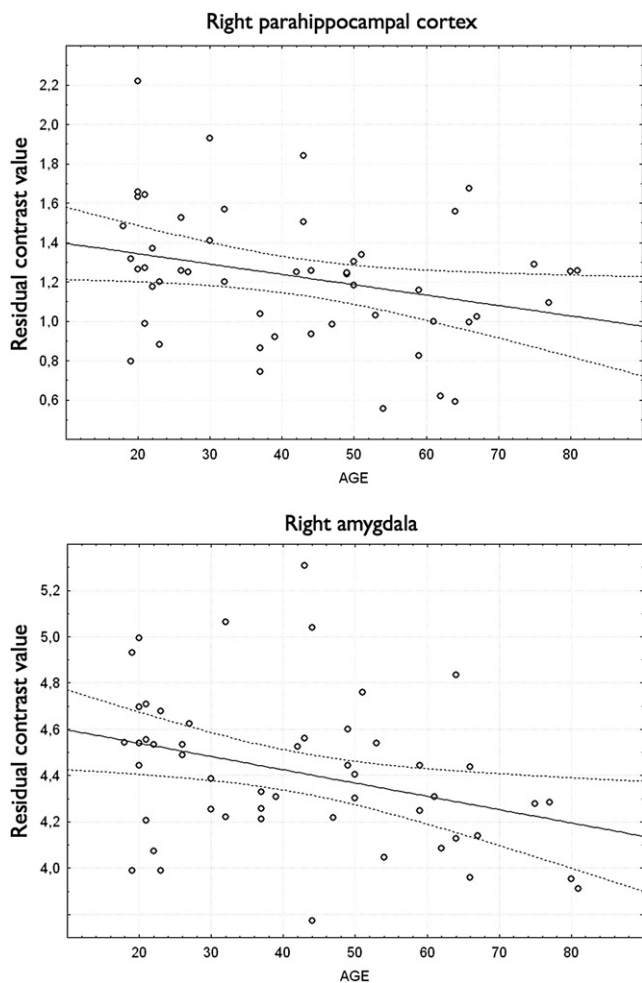 Right parahippocampal cortex
Residual contrast value
2,2
2,0
1,8
1,6
1,4
1,2
1,0
0,8
0,6
20 30 40 50 60 70 80
AGE
Right amygdala
Residual contrast value
5,2
5,0
4,8
4,6
4,4
4,2
4,0
20 30 40 50 60 70 80
AGE